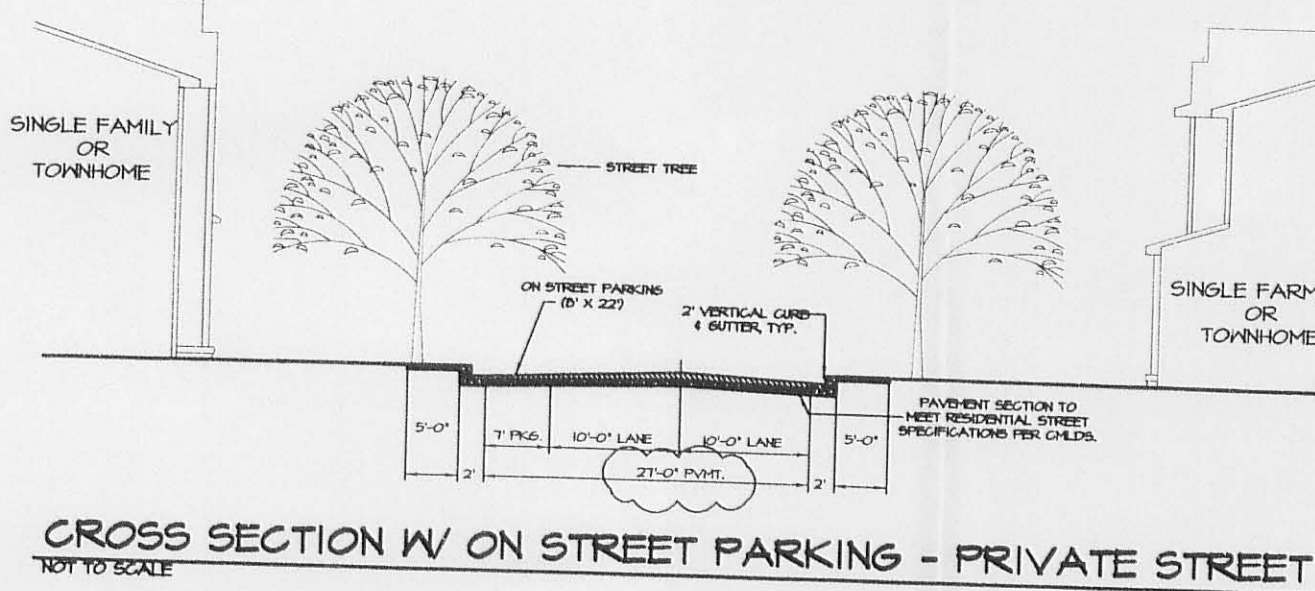 SINGLE FAMILY
OR
TOWNHOME
STREET TREE
ON STREET PARKING
(8' X 22')
2' VERTICAL CURB
& GUTTER, TYP.
SINGLE FARM
OR
TOWNHOME
PAVEMENT SECTION TO
MEET RESIDENTIAL STREET
SPECIFICATIONS PER CMLDS.
5'-0"
7' PKG.
10'-0" LANE
10'-0" LANE
5'-0"
2'
27'-0" PVMT.
2'
CROSS SECTION W/ ON STREET PARKING - PRIVATE STREET
NOT TO SCALE